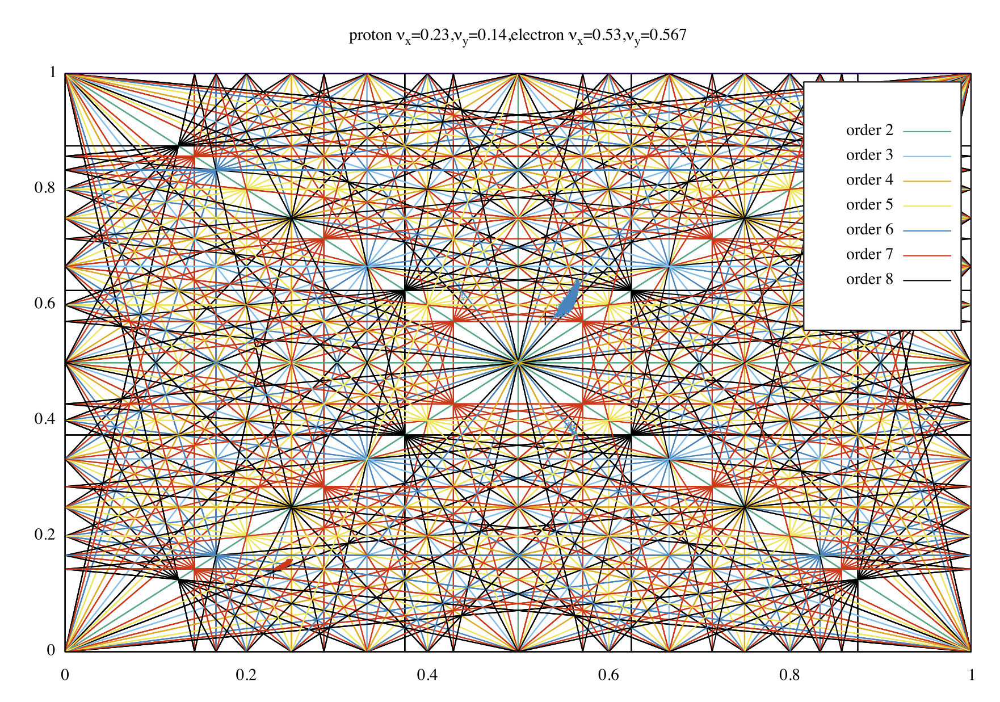 proton νx=0.23,νy=0.14,electron νx=0.53,νy=0.567
1
0.8
0.6
0.4
0.2
0
0 0.2 0.4 0.6 0.8 1
order 2
order 3
order 4
order 5
order 6
order 7
order 8